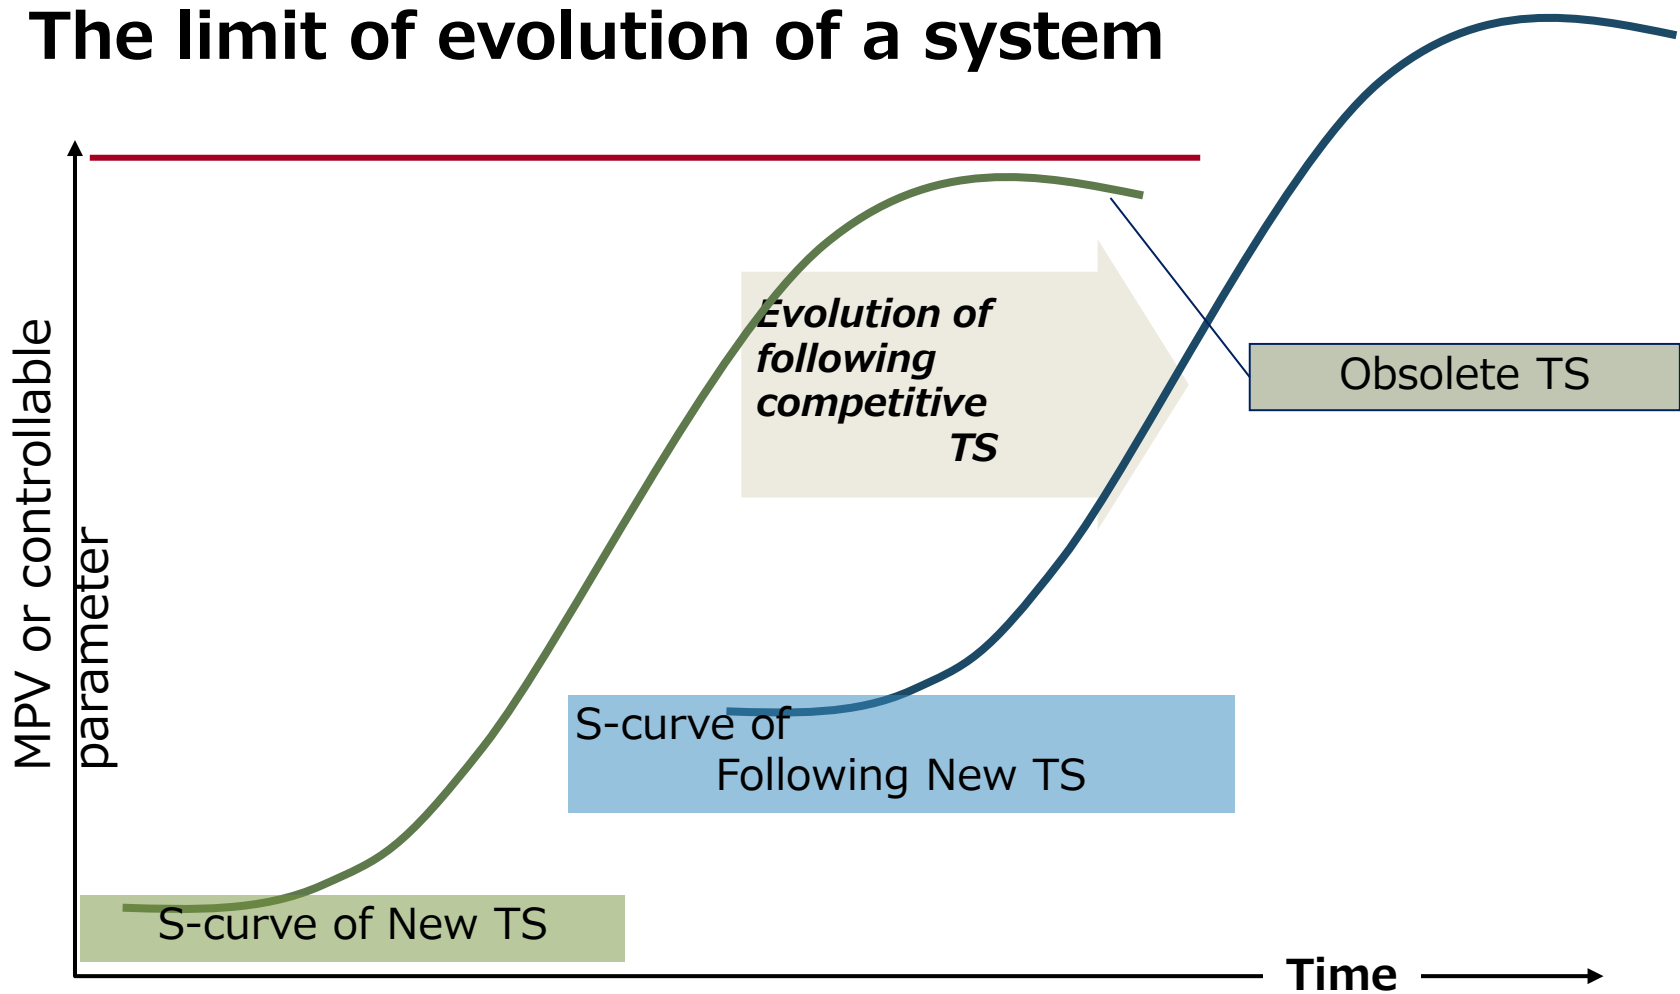 The limit of evolution of a system
MPV or controllable
parameter
Evolution of
following
competitive
TS
Obsolete TS
S-curve of
Following New TS
S-curve of New TS
Time